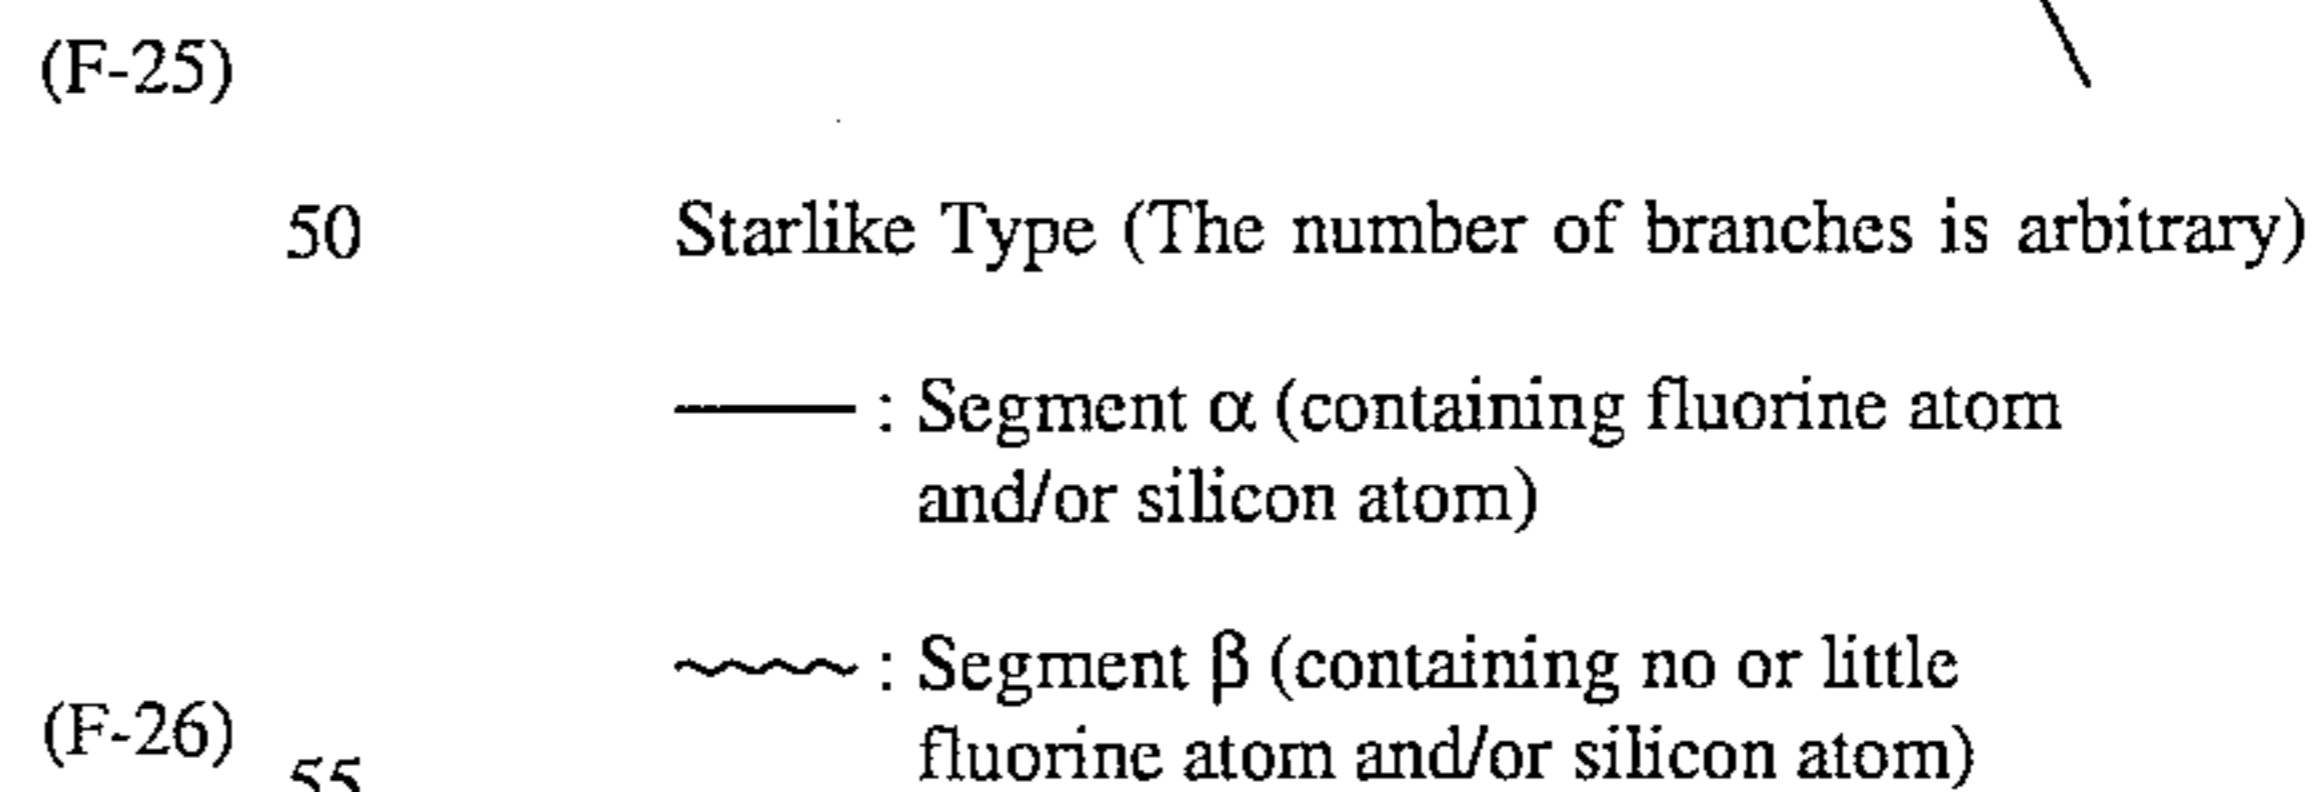 (F-25)
50 Starlike Type (The number of branches is arbitrary)
: Segment α (containing fluorine atom
and/or silicon atom)
: Segment β (containing no or little
(F-26)
fluorine atom and/or silicon atom)
55